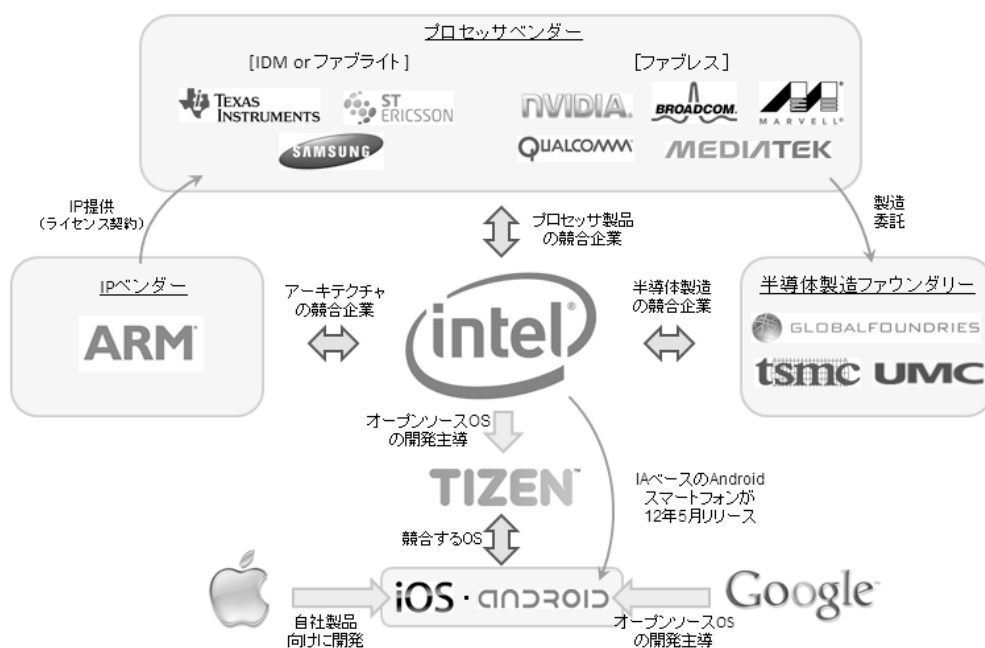 プロセッサベンダー
[IDM or ファブライト]
[ファブレス]
TEXAS
INSTRUMENTS
ST
ERICSSON
SAMSUNG
NVIDIA.
BROADCOM.
MARVELL®
QUALCOMM
MEDIATEK
IP提供
(ライセンス契約)
プロセッサ製品
の競合企業
製造
委託
IPベンダー
ARM®
アーキテクチャ
の競合企業
intel®
半導体製造
の競合企業
半導体製造ファウンダリー
GLOBALFOUNDRIES
tsmc UMC
オープンソースOS
の開発主導
TIZEN™
IAベースのAndroid
スマートフォンが
12年5月リリース
競合するOS
iOS・ANDROID
Google™
自社製品
向けに開発
オープンソースOS
の開発主導